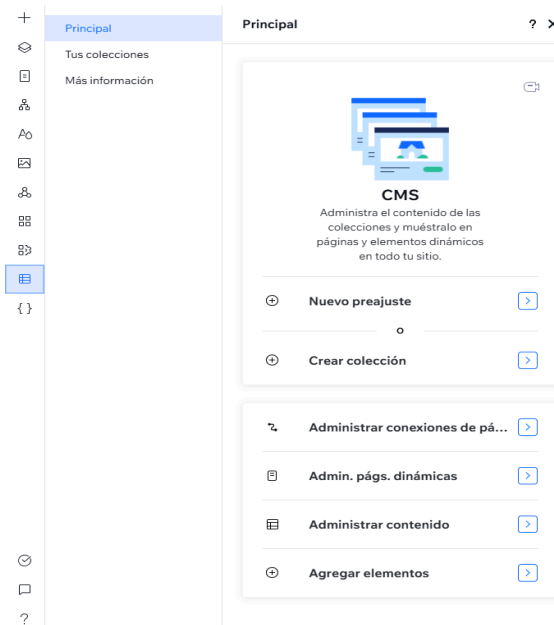 Principal
Tus colecciones
Más información
Principal
?
CMS
Administra el contenido de las
colecciones y muéstralo en
páginas y elementos dinámicos
en todo tu sitio.
Nuevo preajuste
o
Crear colección
Administrar conexiones de pá...
Admin. págs. dinámicas
Administrar contenido
Agregar elementos